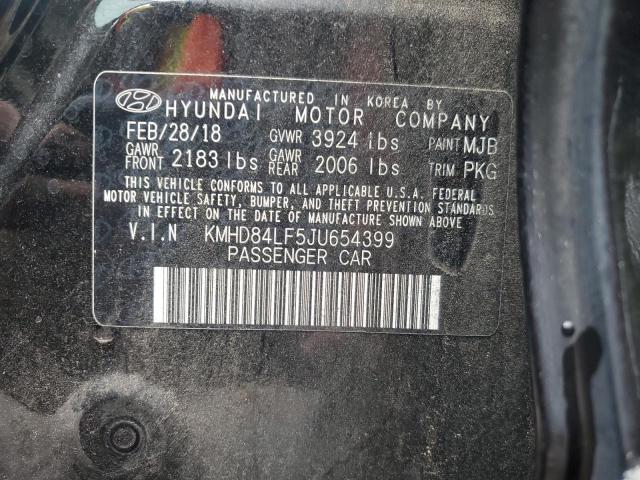 MANUFACTURED IN KOREA BY
HYUNDAI MOTOR COMPANY
FEB/28/18 GVWR 3924 lbs PAINT MJB
GAWR FRONT 2183 lbs GAWR REAR 2006 lbs TRIM PKG
THIS VEHICLE CONFORMS TO ALL APPLICABLE U.S.A. FEDERAL
MOTOR VEHICLE SAFETY, BUMPER, AND THEFT PREVENTION STANDARDS
IN EFFECT ON THE DATE OF MANUFACTURE SHOWN ABOVE.
V.I.N KMHD84LF5JU654399
PASSENGER CAR